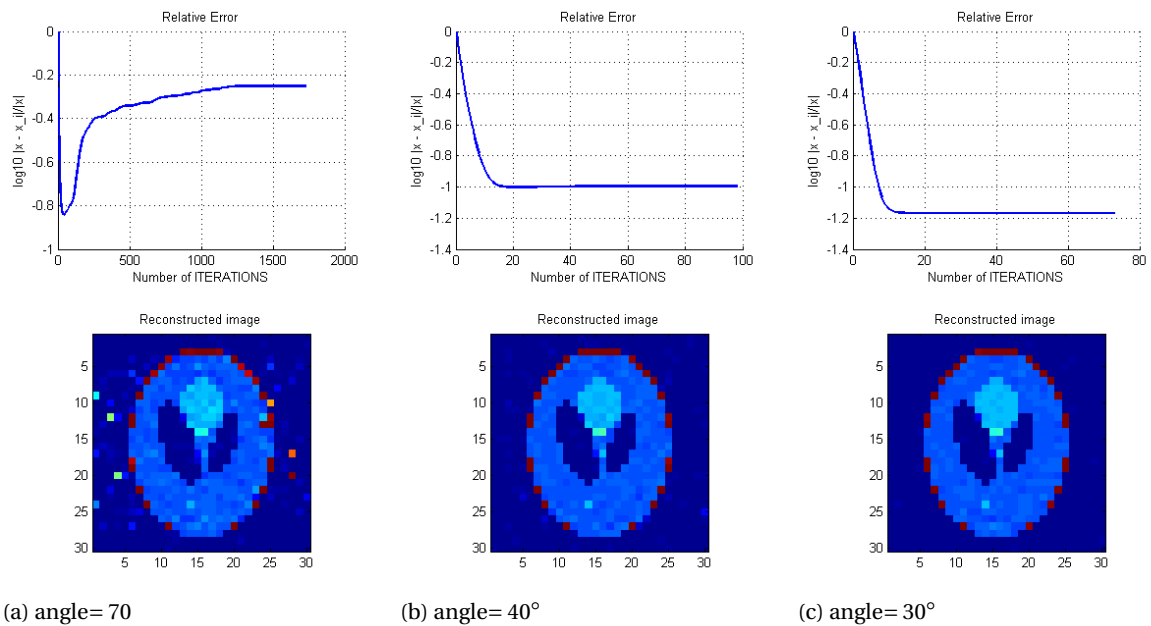 Relative Error
0
-0.2
-0.4
-0.6
-0.8
-1
log10 |x - x_i|/|x|
0 500 1000 1500 2000
Number of ITERATIONS
Relative Error
0
-0.2
-0.4
-0.6
-0.8
-1
-1.2
-1.4
log10 |x - x_i|/|x|
0 20 40 60 80 100
Number of ITERATIONS
Relative Error
0
-0.2
-0.4
-0.6
-0.8
-1
-1.2
-1.4
log10 |x - x_i|/|x|
0 20 40 60 80
Number of ITERATIONS
Reconstructed image
5
10
15
20
25
30
5 10 15 20 25 30
Reconstructed image
5
10
15
20
25
30
5 10 15 20 25 30
Reconstructed image
5
10
15
20
25
30
5 10 15 20 25 30
(a) angle= 70
(b) angle= 40°
(c) angle= 30°